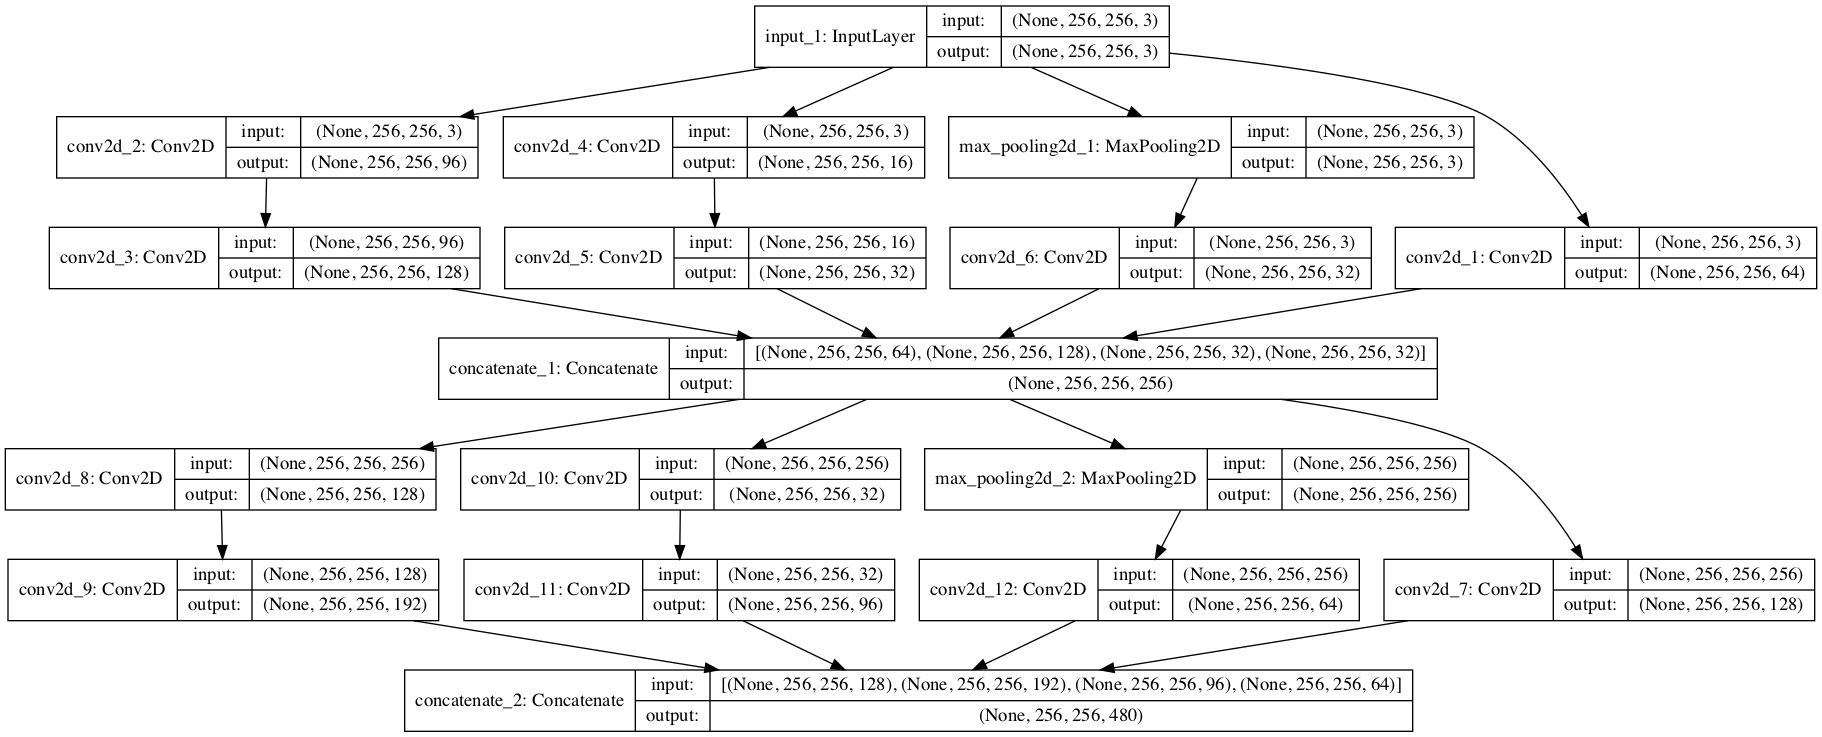 input_1: InputLayer
input: (None, 256, 256, 3)
output: (None, 256, 256, 3)
conv2d_2: Conv2D
input: (None, 256, 256, 3)
output: (None, 256, 256, 96)
conv2d_4: Conv2D
input: (None, 256, 256, 3)
output: (None, 256, 256, 16)
max_pooling2d_1: MaxPooling2D
input: (None, 256, 256, 3)
output: (None, 256, 256, 3)
conv2d_3: Conv2D
input: (None, 256, 256, 96)
output: (None, 256, 256, 128)
conv2d_5: Conv2D
input: (None, 256, 256, 16)
output: (None, 256, 256, 32)
conv2d_6: Conv2D
input: (None, 256, 256, 3)
output: (None, 256, 256, 32)
conv2d_1: Conv2D
input: (None, 256, 256, 3)
output: (None, 256, 256, 64)
concatenate_1: Concatenate
input: [(None, 256, 256, 64), (None, 256, 256, 128), (None, 256, 256, 32), (None, 256, 256, 32)]
output: (None, 256, 256, 256)
conv2d_8: Conv2D
input: (None, 256, 256, 256)
output: (None, 256, 256, 128)
conv2d_10: Conv2D
input: (None, 256, 256, 256)
output: (None, 256, 256, 32)
max_pooling2d_2: MaxPooling2D
input: (None, 256, 256, 256)
output: (None, 256, 256, 256)
conv2d_9: Conv2D
input: (None, 256, 256, 128)
output: (None, 256, 256, 192)
conv2d_11: Conv2D
input: (None, 256, 256, 32)
output: (None, 256, 256, 96)
conv2d_12: Conv2D
input: (None, 256, 256, 256)
output: (None, 256, 256, 64)
conv2d_7: Conv2D
input: (None, 256, 256, 256)
output: (None, 256, 256, 128)
concatenate_2: Concatenate
input: [(None, 256, 256, 128), (None, 256, 256, 192), (None, 256, 256, 96), (None, 256, 256, 64)]
output: (None, 256, 256, 480)